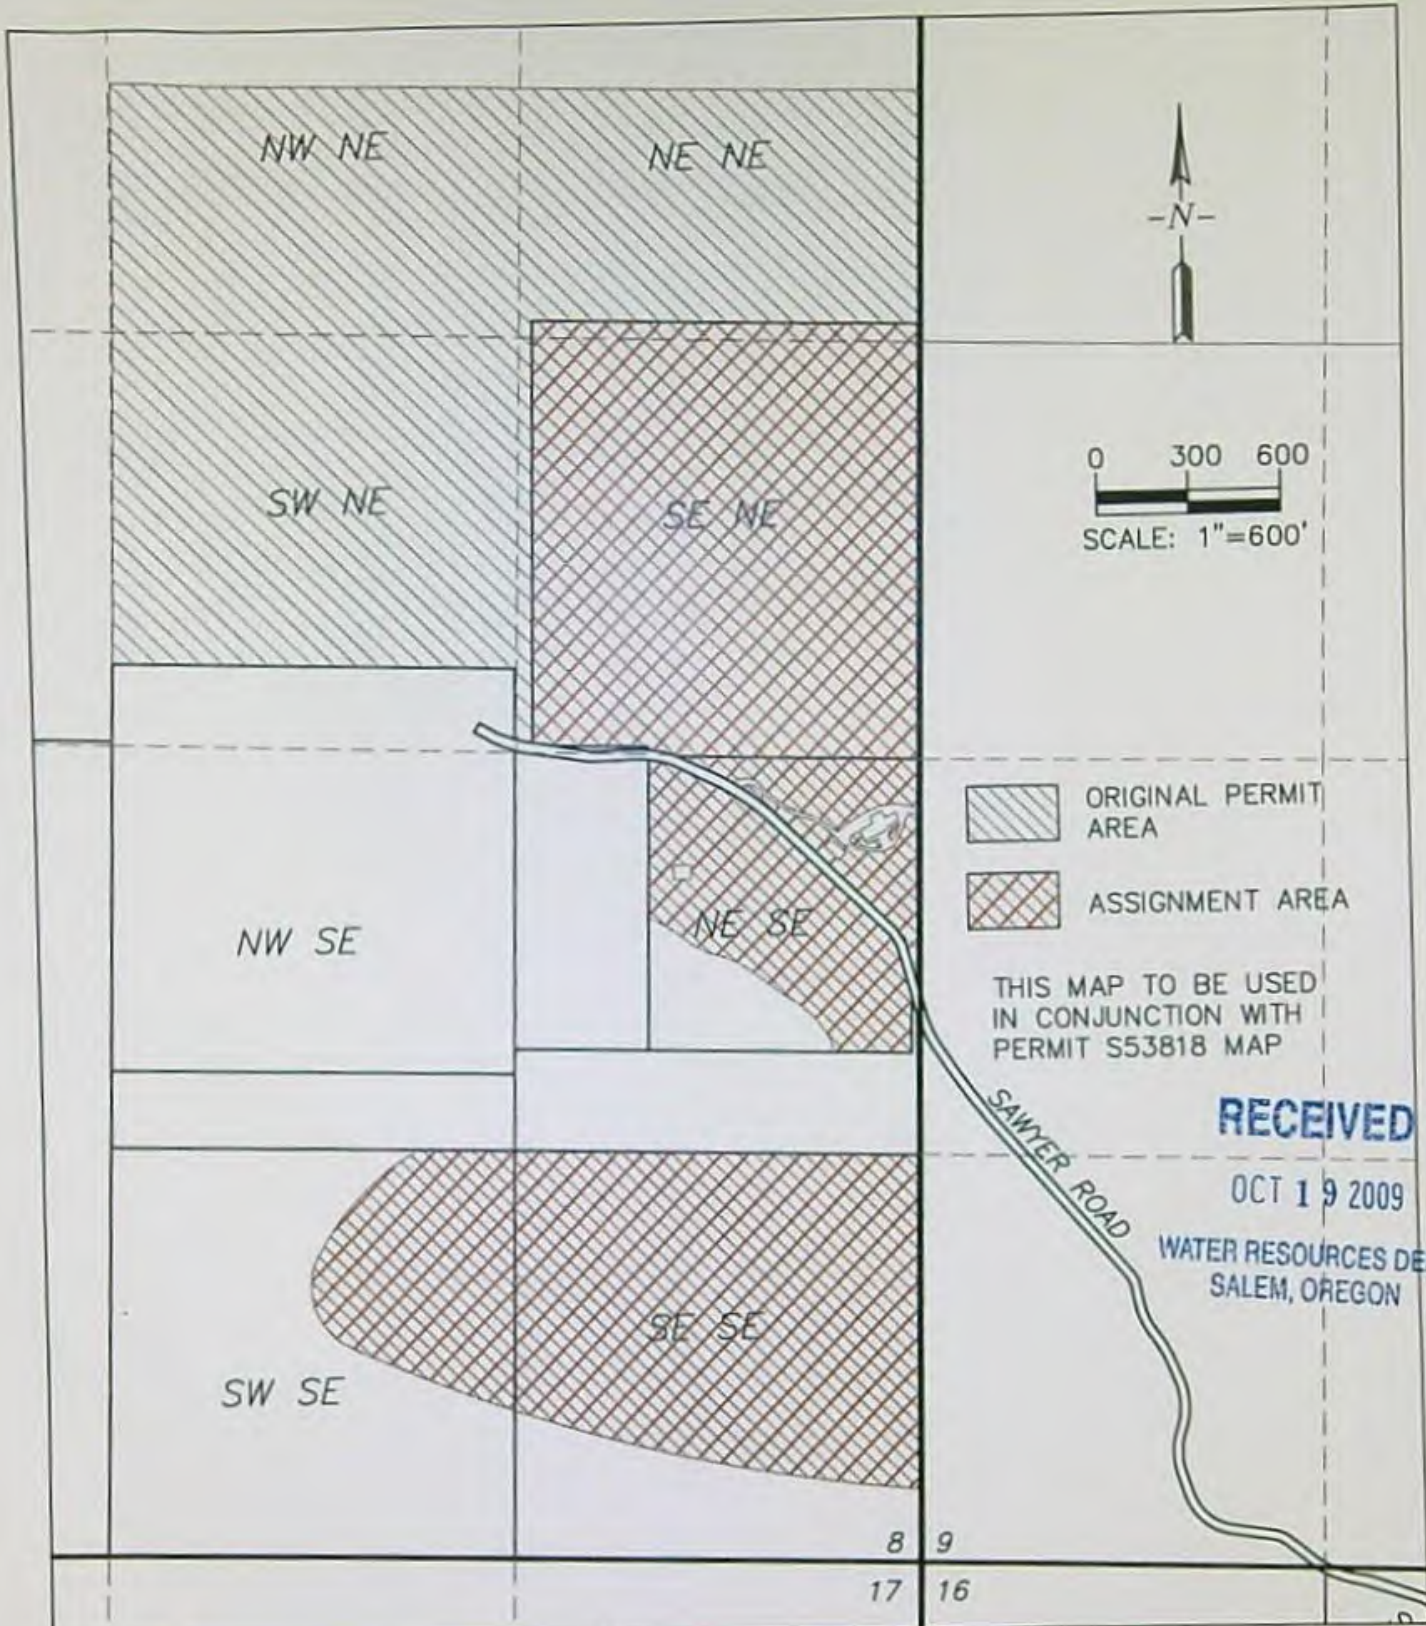 NW NE
NE NE
-N-
0 300 600
SCALE: 1"=600'
SW NE
SE NE
ORIGINAL PERMIT
AREA
ASSIGNMENT AREA
NW SE
NE SE
THIS MAP TO BE USED
IN CONJUNCTION WITH
PERMIT S53818 MAP
SAWYER ROAD
RECEIVED
OCT 19 2009
WATER RESOURCES DE
SALEM, OREGON
SE SE
SW SE
8 9
17 16